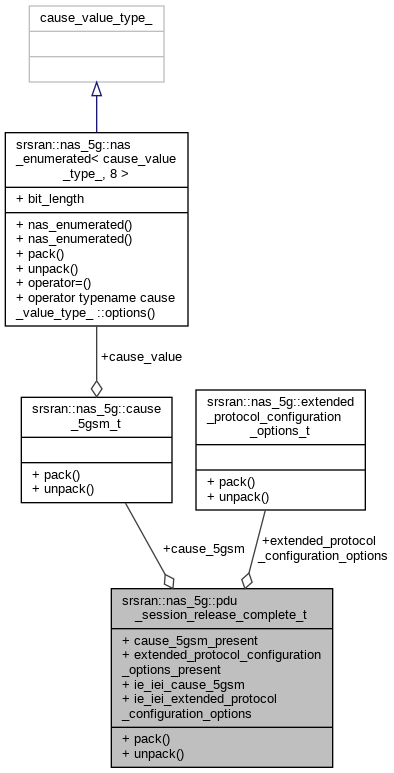 cause_value_type_
srsran::nas_5g::nas
_enumerated< cause_value
_type_, 8 >
+ bit_length
+ nas_enumerated()
+ nas_enumerated()
+ pack()
+ unpack()
+ operator=()
+ operator typename cause
_value_type_ ::options()
+cause_value
srsran::nas_5g::cause
_5gsm_t
+ pack()
+ unpack()
srsran::nas_5g::extended
_protocol_configuration
_options_t
+ pack()
+ unpack()
+cause_5gsm
+extended_protocol
_configuration_options
srsran::nas_5g::pdu
_session_release_complete_t
+ cause_5gsm_present
+ extended_protocol_configuration
_options_present
+ ie_iei_cause_5gsm
+ ie_iei_extended_protocol
_configuration_options
+ pack()
+ unpack()